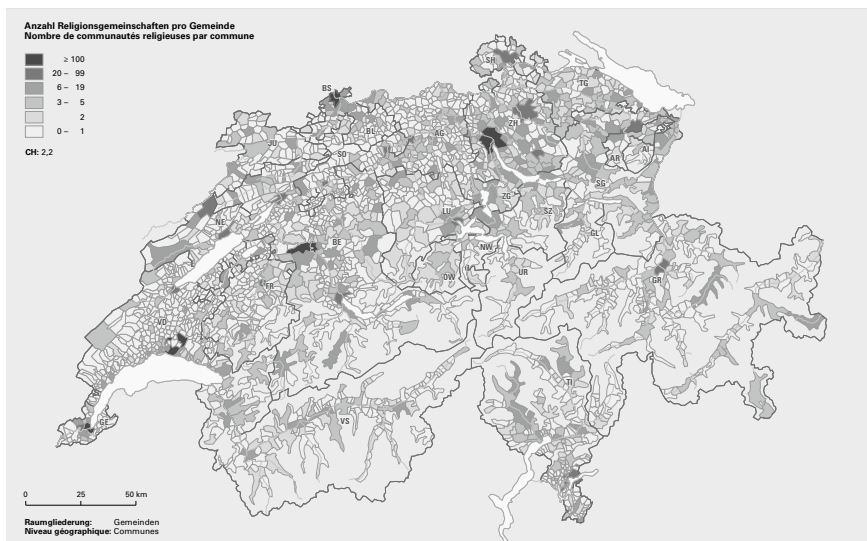 Anzahl Religionsgemeinschaften pro Gemeinde
Nombre de communautés religieuses par commune
≥ 100
20 – 99
6 – 19
3 – 5
2
0 – 1
CH: 2,2
SH
BS
TG
ZH
BL
AG
JU
SO
AR
AI
SG
ZG
LU
SZ
NE
BE
NW
GL
OW
UR
FR
GR
VD
TI
GE
VS
0 25 50 km
Raumgliederung: Gemeinden
Niveau géographique: Communes